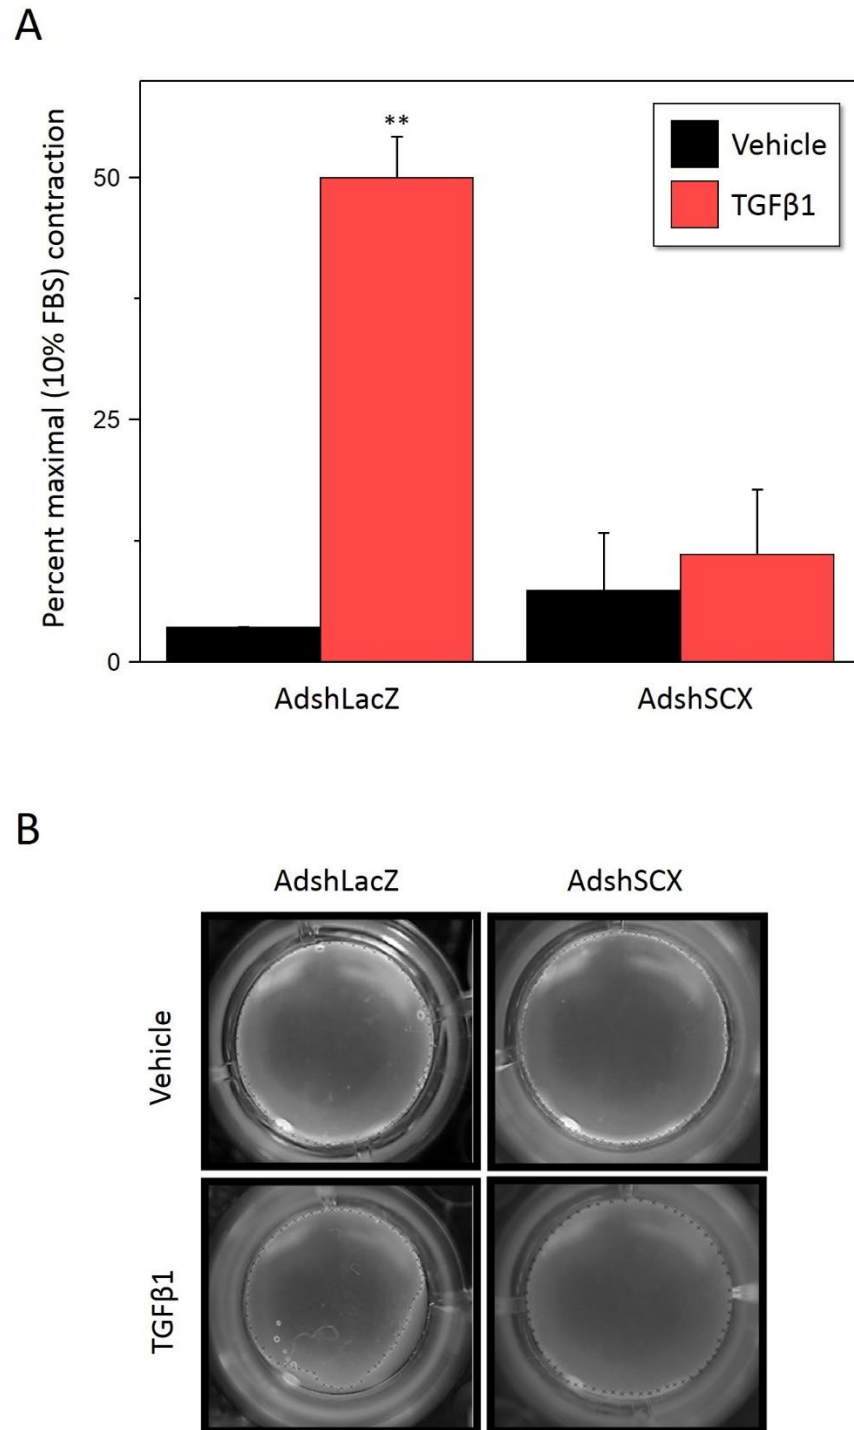 A
Percent maximal (10% FBS) contraction
50
25
0
**
Vehicle
TGFβ1
AdshLacZ
AdshSCX
B
AdshLacZ
AdshSCX
Vehicle
TGFβ1